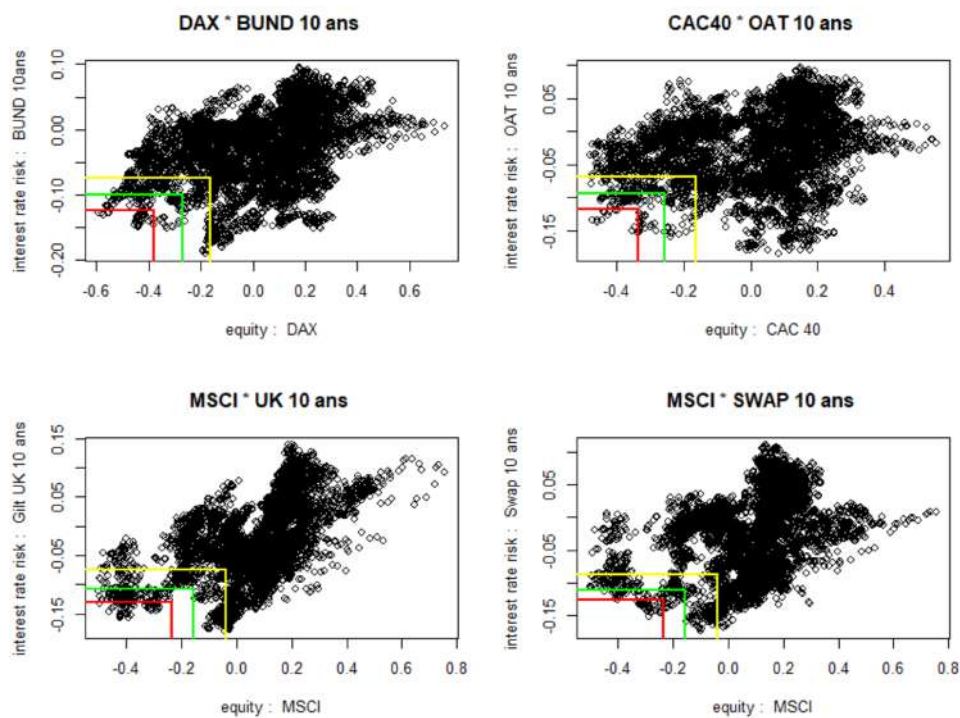 DAX * BUND 10 ans
interest rate risk : BUND 10ans
0.10
0.00
-0.10
-0.20
-0.6 -0.4 -0.2 0.0 0.2 0.4 0.6
equity : DAX
CAC40 * OAT 10 ans
interest rate risk : OAT 10 ans
0.05
-0.05
-0.15
-0.4 -0.2 0.0 0.2 0.4
equity : CAC 40
MSCI * UK 10 ans
interest rate risk : Gilt UK 10 ans
0.15
0.05
-0.05
-0.15
-0.4 -0.2 0.0 0.2 0.4 0.6 0.8
equity : MSCI
MSCI * SWAP 10 ans
interest rate risk : Swap 10 ans
0.05
-0.05
-0.15
-0.4 -0.2 0.0 0.2 0.4 0.6 0.8
equity : MSCI